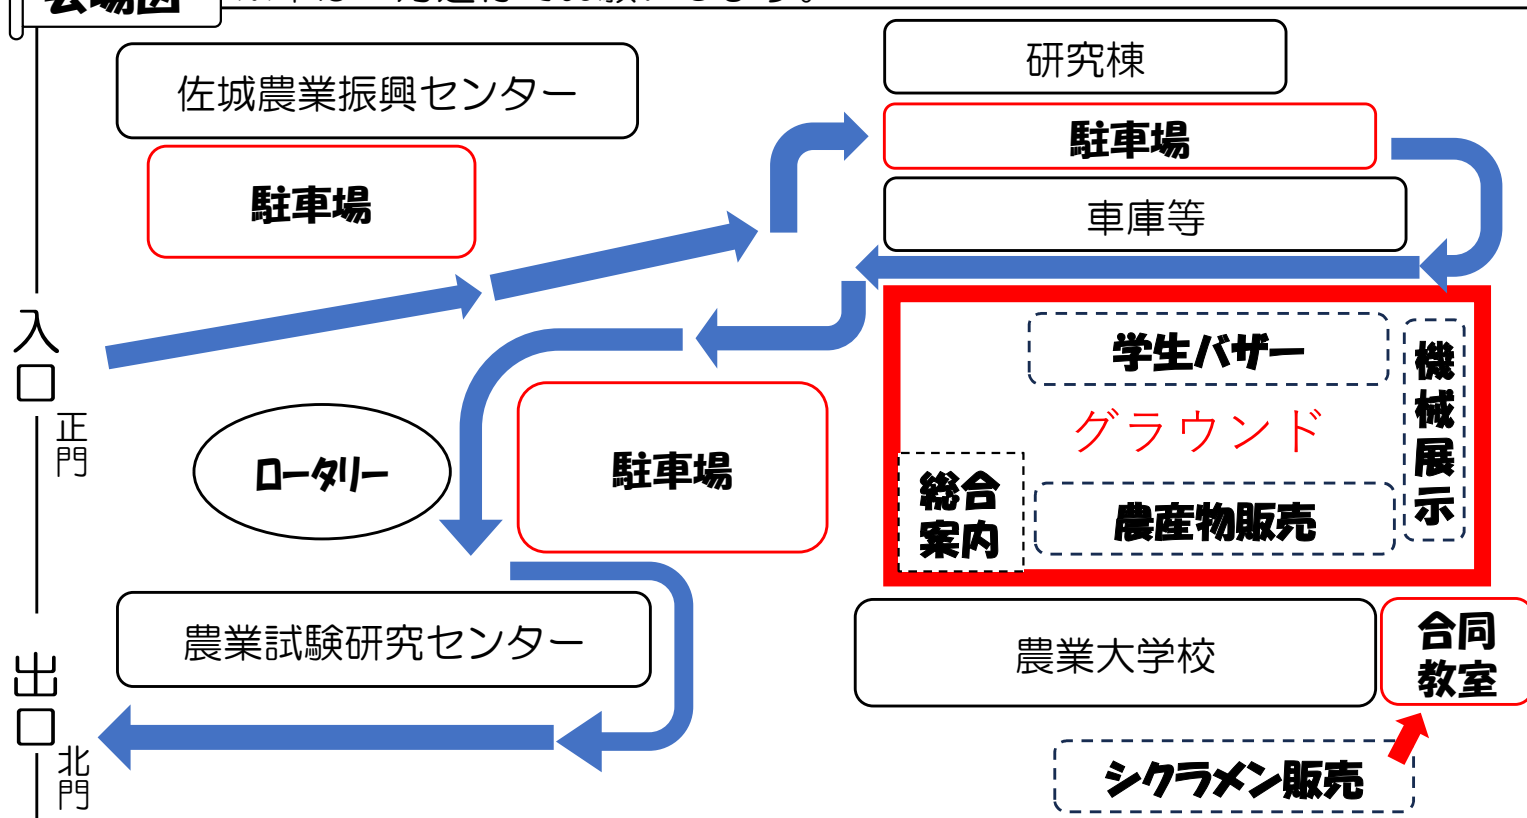 会場図
佐城農業振興センター
研究棟
駐車場
駐車場
車庫等
入口
正門
学生バザー
機械展示
グラウンド
ロータリー
駐車場
総合
案内
農産物販売
農業試験研究センター
農業大学校
合同
教室
出口
北門
シクラメン販売